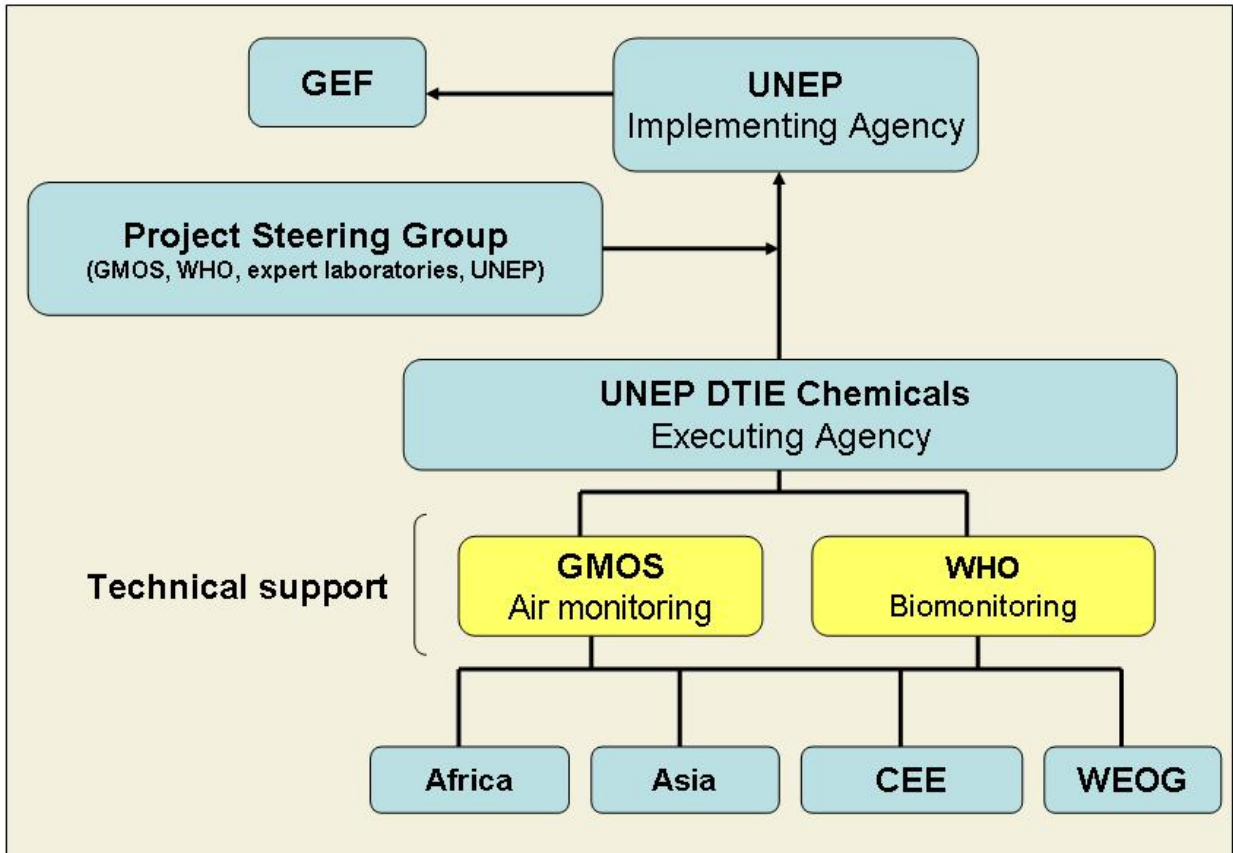 GEF
UNEP
Implementing Agency
Project Steering Group
(GMOS, WHO, expert laboratories, UNEP)
UNEP DTIE Chemicals
Executing Agency
Technical support
GMOS
Air monitoring
WHO
Biomonitoring
Africa
Asia
CEE
WEOG